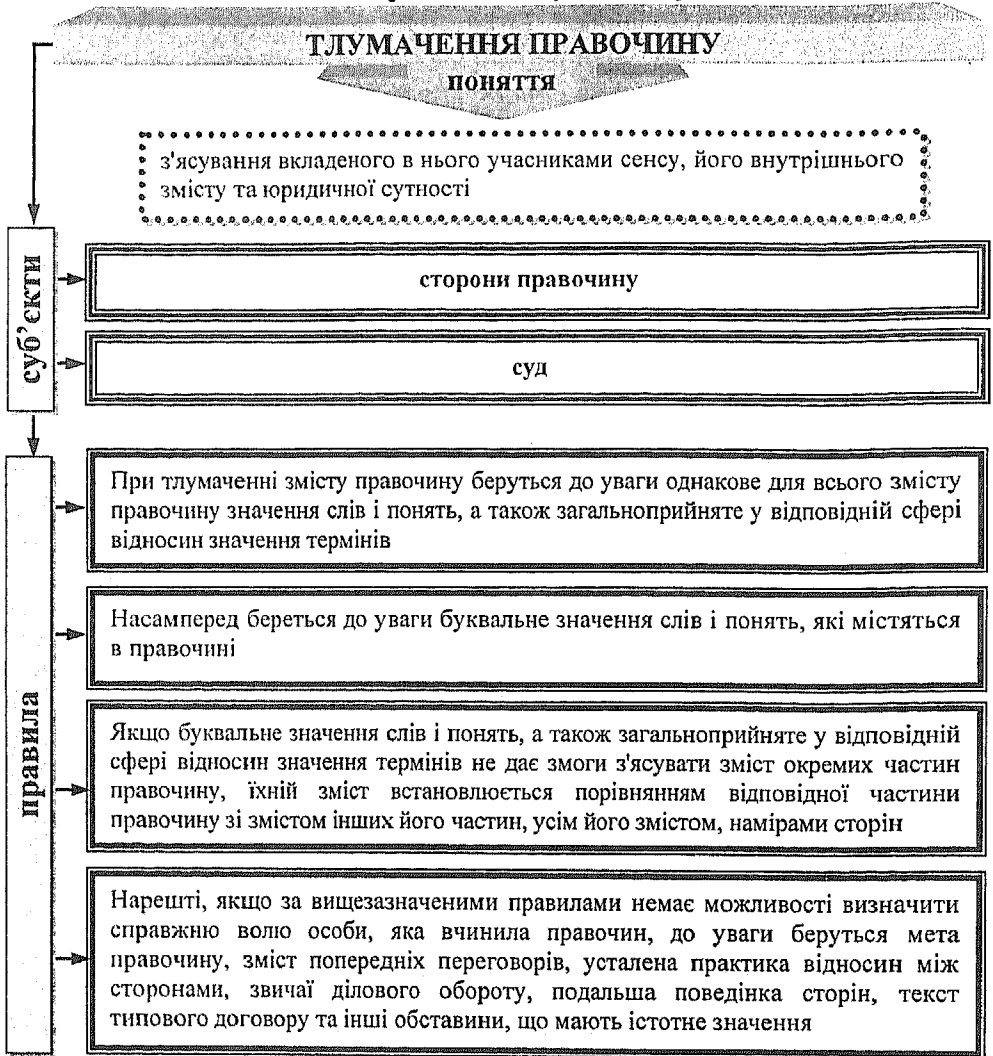 ТЛУМАЧЕННЯ ПРАВОЧИНУ
поняття
з'ясування вкладеного в нього учасниками сенсу, його внутрішнього
змісту та юридичної сутності
суб'єкти
сторони правочину
суд
правила
При тлумаченні змісту правочину беруться до уваги однакове для всього змісту
правочину значення слів і понять, а також загальноприйняте у відповідній сфері
відносин значення термінів
Насамперед береться до уваги буквальне значення слів і понять, які містяться
в правочині
Якщо буквальне значення слів і понять, а також загальноприйняте у відповідній
сфері відносин значення термінів не дає змоги з'ясувати зміст окремих частин
правочину, їхній зміст встановлюється порівнянням відповідної частини
правочину зі змістом інших його частин, усім його змістом, намірами сторін
Нарешті, якщо за вищезазначеними правилами немає можливості визначити
справжню волю особи, яка вчинила правочин, до уваги беруться мета
правочину, зміст попередніх переговорів, усталена практика відносин між
сторонами, звичаї ділового обороту, подальша поведінка сторін, текст
типового договору та інші обставини, що мають істотне значення